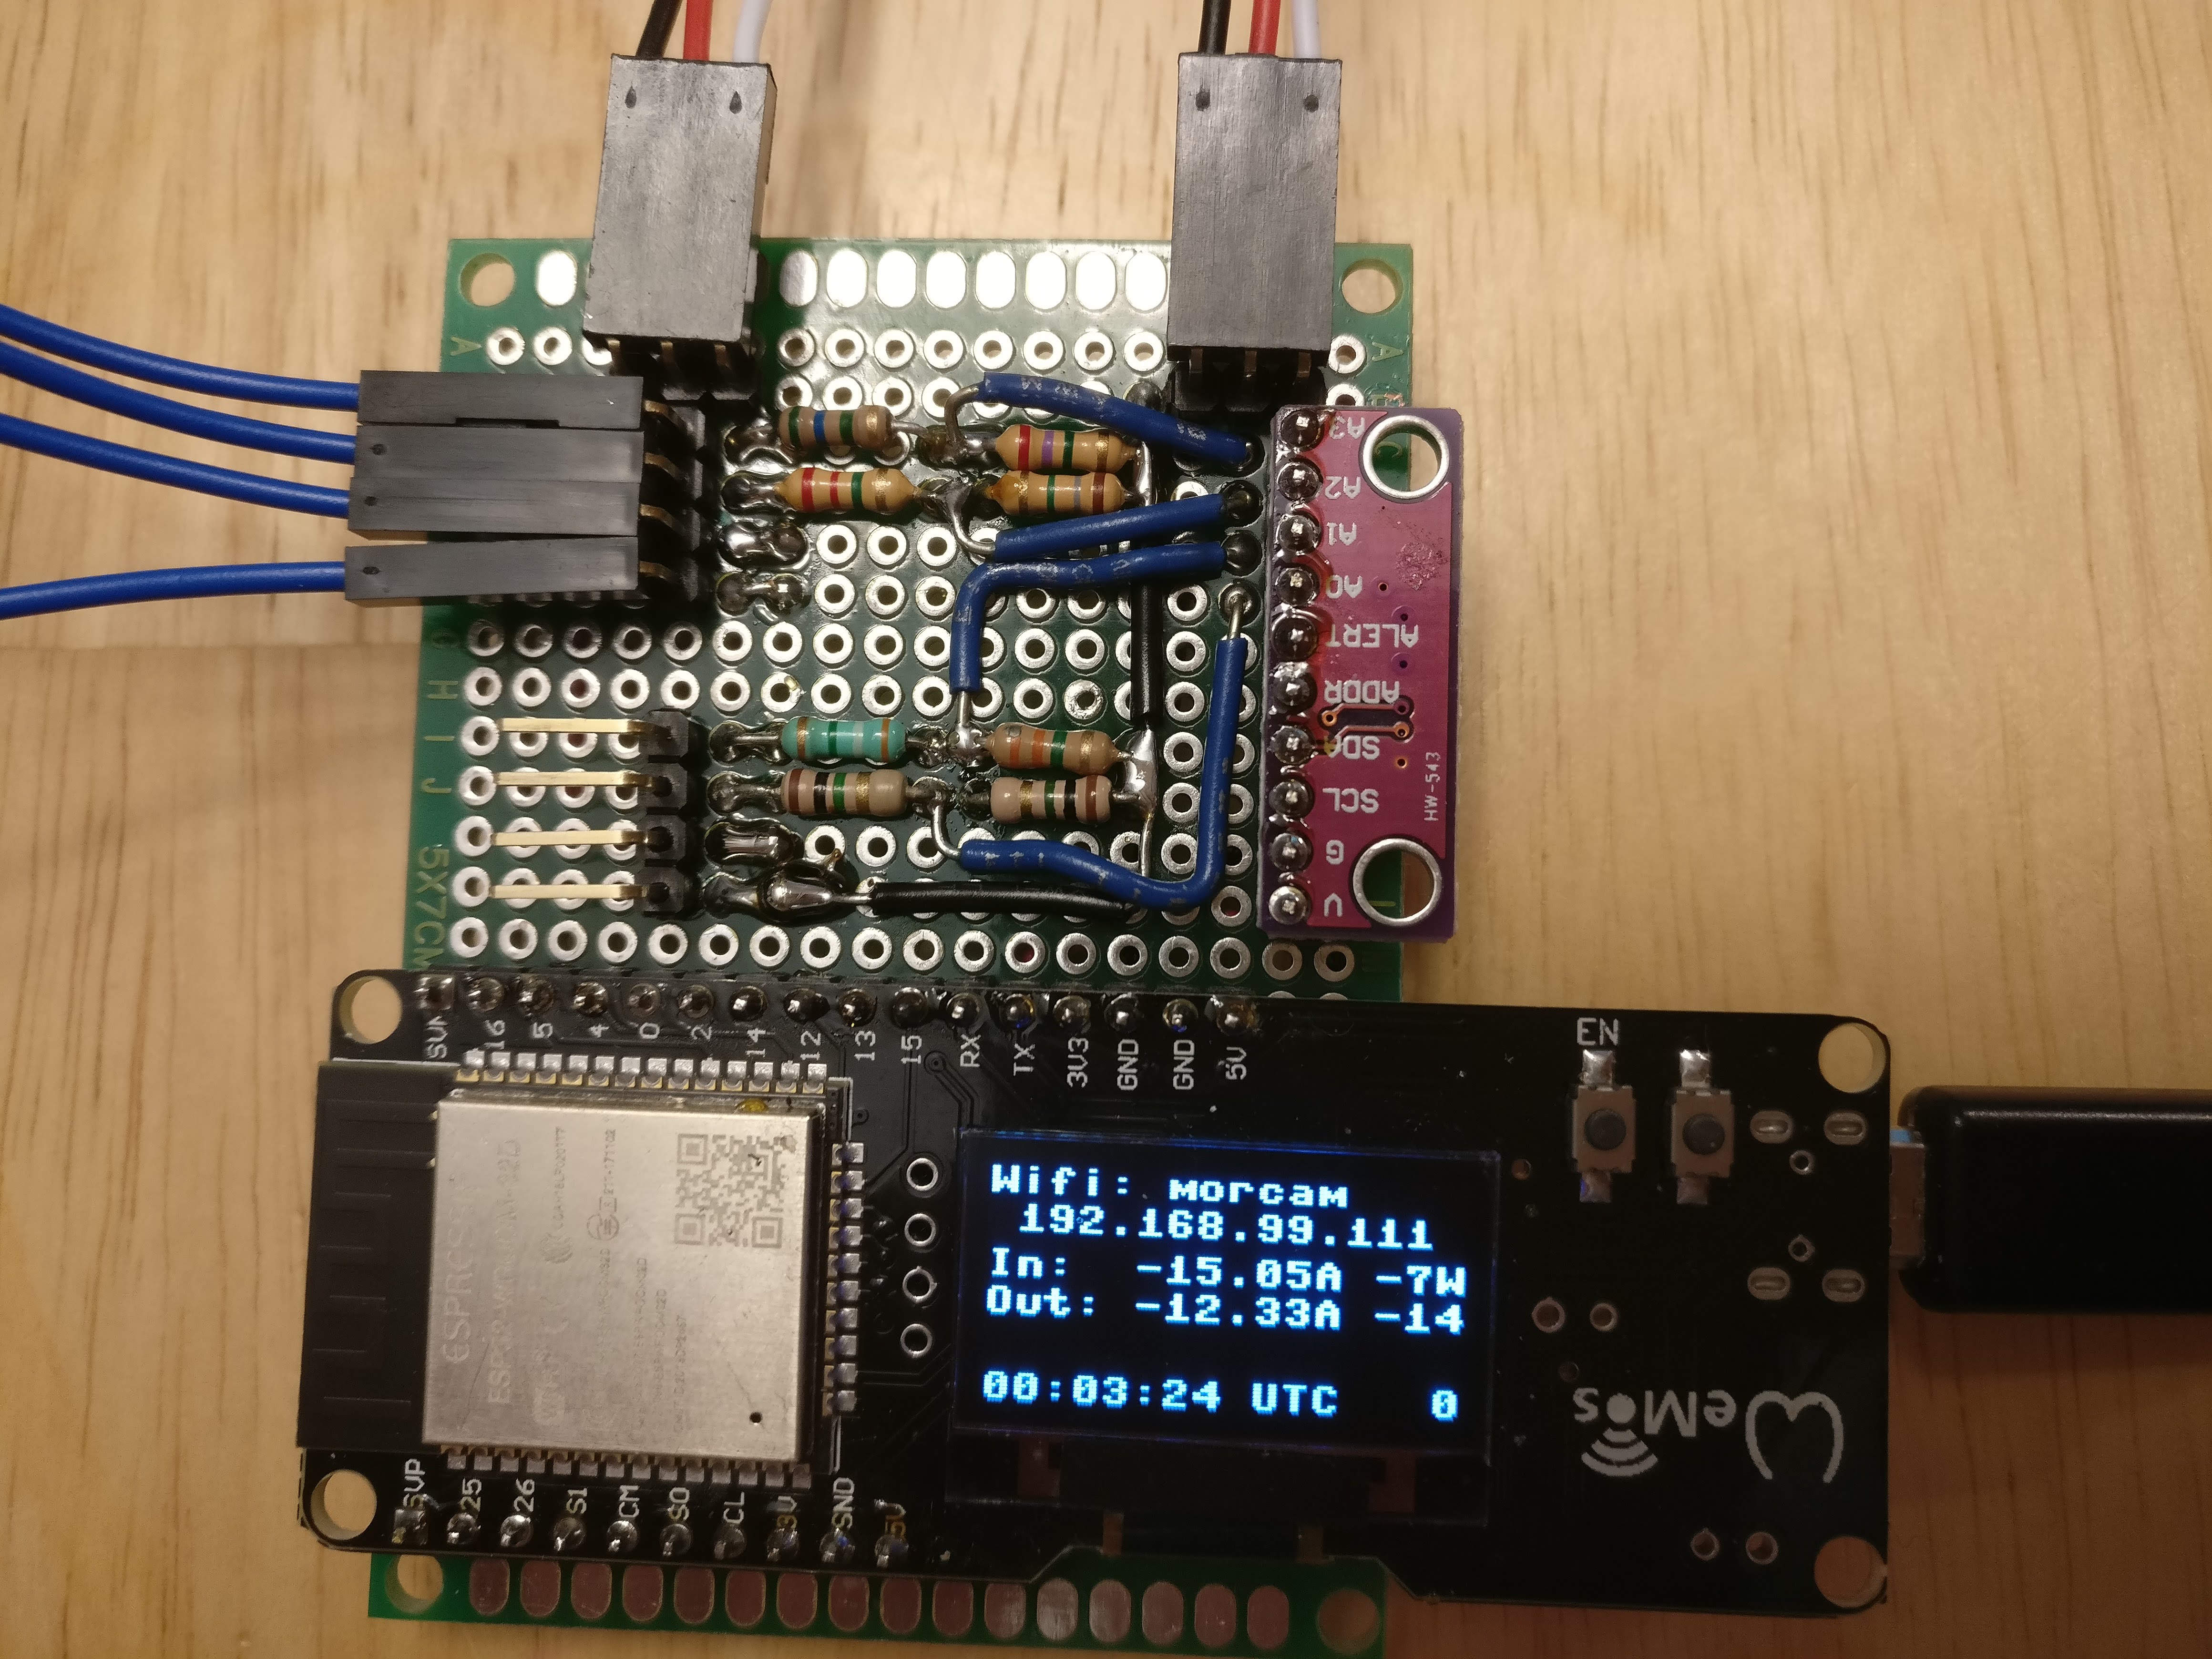 A
A
C
A3
A2
A1
A0
ALERT
ADDR
SDA
SCL
G
V
HW-543
H
I
J
5X7CM
16
5
4
0
2
14
12
13
15
RX
TX
3V3
GND
GND
5V
EN
Wifi: morcam
192.168.99.111
In: -15.05A -7W
Out: -12.33A -14
00:03:24 UTC 0
WeMos
SVP
25
26
S1
CM
S0
CL
3V
GND
5V